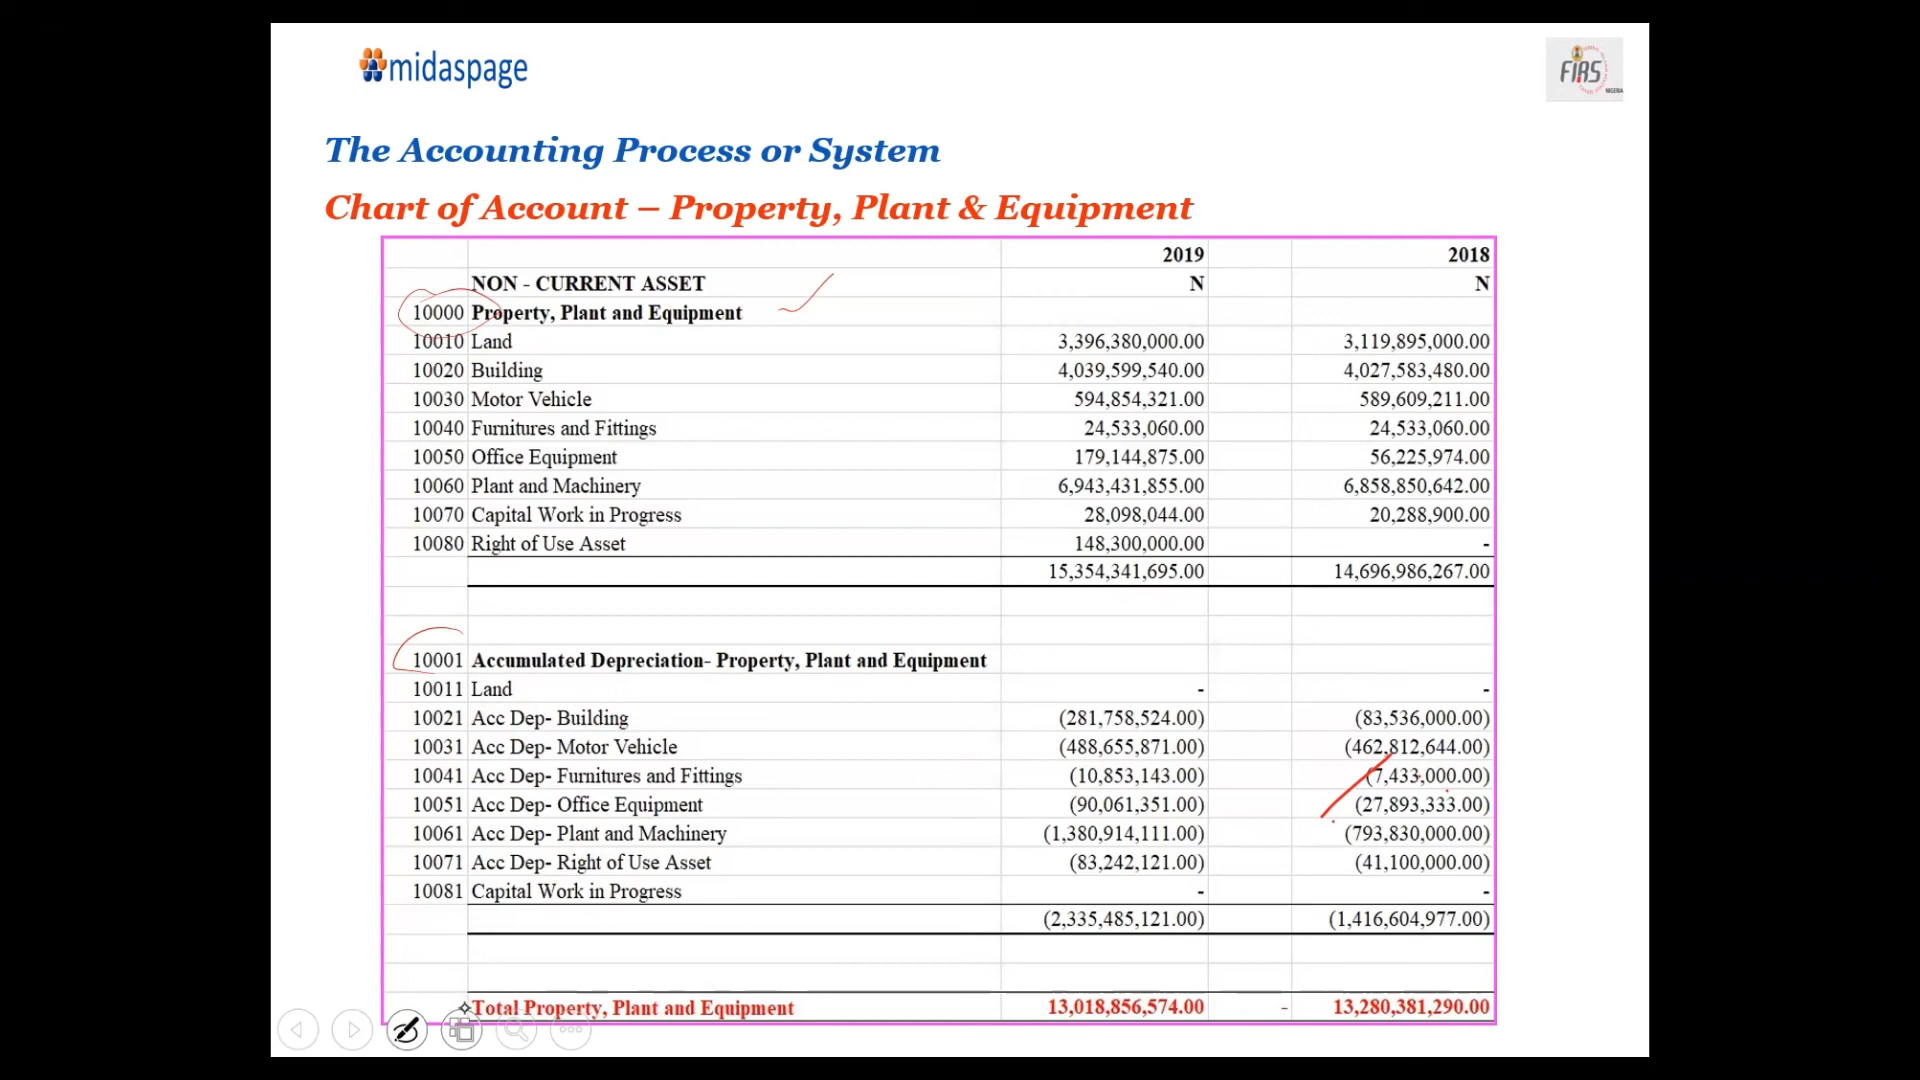 midaspage
FIRS
NIGERIA
The Accounting Process or System
Chart of Account – Property, Plant & Equipment
2019 2018
NON - CURRENT ASSET N N
10000 Property, Plant and Equipment
10010 Land 3,396,380,000.00 3,119,895,000.00
10020 Building 4,039,599,540.00 4,027,583,480.00
10030 Motor Vehicle 594,854,321.00 589,609,211.00
10040 Furnitures and Fittings 24,533,060.00 24,533,060.00
10050 Office Equipment 179,144,875.00 56,225,974.00
10060 Plant and Machinery 6,943,431,855.00 6,858,850,642.00
10070 Capital Work in Progress 28,098,044.00 20,288,900.00
10080 Right of Use Asset 148,300,000.00 -
15,354,341,695.00 14,696,986,267.00
10001 Accumulated Depreciation- Property, Plant and Equipment
10011 Land - -
10021 Acc Dep- Building (281,758,524.00) (83,536,000.00)
10031 Acc Dep- Motor Vehicle (488,655,871.00) (462,812,644.00)
10041 Acc Dep- Furnitures and Fittings (10,853,143.00) (7,433,000.00)
10051 Acc Dep- Office Equipment (90,061,351.00) (27,893,333.00)
10061 Acc Dep- Plant and Machinery (1,380,914,111.00) (793,830,000.00)
10071 Acc Dep- Right of Use Asset (83,242,121.00) (41,100,000.00)
10081 Capital Work in Progress - -
(2,335,485,121.00) (1,416,604,977.00)
Total Property, Plant and Equipment 13,018,856,574.00 - 13,280,381,290.00